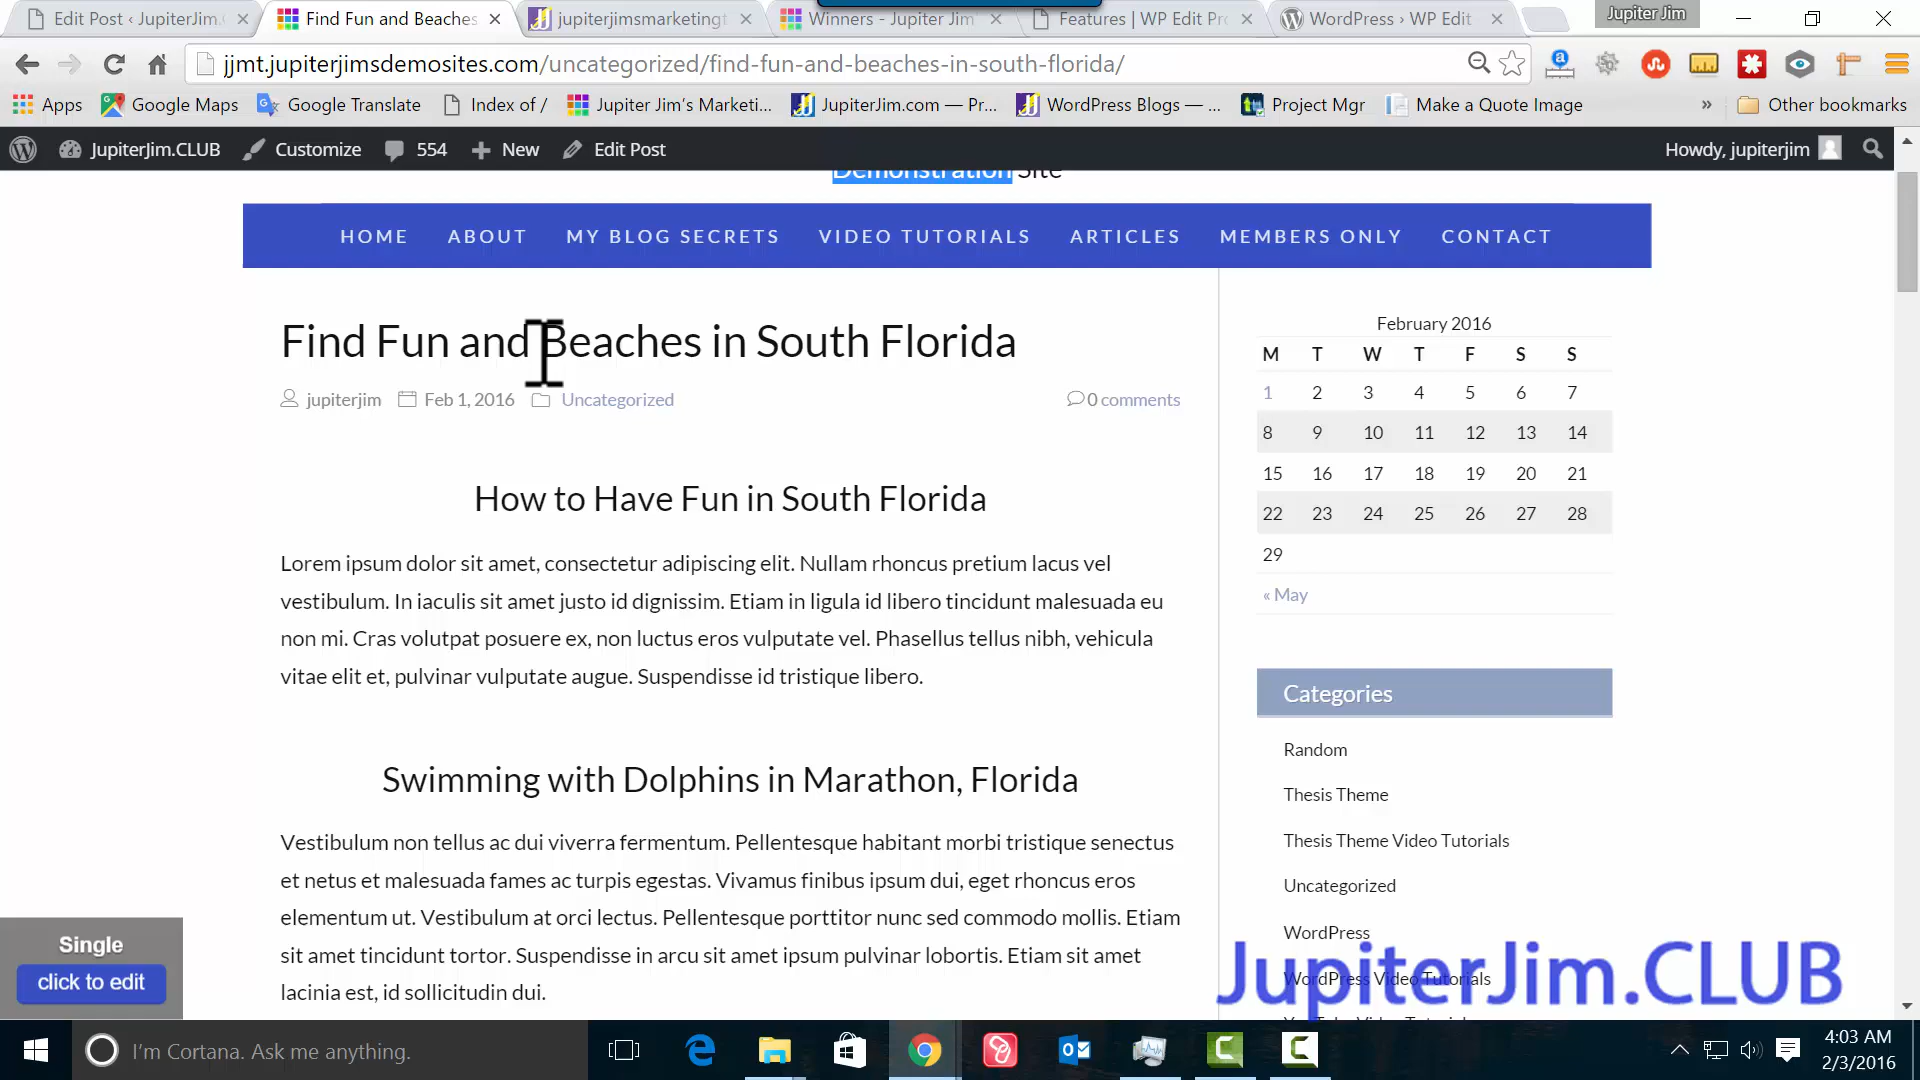 Edit Post ‹ JupiterJim.C
Find Fun and Beaches
jupiterjimsmarketingt
Winners - Jupiter Jim'
Features | WP Edit Pr
WordPress › WP Edit
Jupiter Jim
jjmt.jupiterjimsdemosites.com/uncategorized/find-fun-and-beaches-in-south-florida/
Apps
Google Maps
Google Translate
Index of /
Jupiter Jim's Marketi...
JupiterJim.com — Pr...
WordPress Blogs — ...
Project Mgr
Make a Quote Image
»
Other bookmarks
JupiterJim.CLUB
Customize
554
New
Edit Post
Howdy, jupiterjim
Demonstration Site
HOME ABOUT MY BLOG SECRETS VIDEO TUTORIALS ARTICLES MEMBERS ONLY CONTACT
Find Fun and Beaches in South Florida
jupiterjim Feb 1, 2016 Uncategorized 0 comments
How to Have Fun in South Florida
Lorem ipsum dolor sit amet, consectetur adipiscing elit. Nullam rhoncus pretium lacus vel
vestibulum. In iaculis sit amet justo id dignissim. Etiam in ligula id libero tincidunt malesuada eu
non mi. Cras volutpat posuere ex, non luctus eros vulputate vel. Phasellus tellus nibh, vehicula
vitae elit et, pulvinar vulputate augue. Suspendisse id tristique libero.
Swimming with Dolphins in Marathon, Florida
Vestibulum non tellus ac dui viverra fermentum. Pellentesque habitant morbi tristique senectus
et netus et malesuada fames ac turpis egestas. Vivamus finibus ipsum dui, eget rhoncus eros
elementum ut. Vestibulum at orci lectus. Pellentesque porttitor nunc sed commodo mollis. Etiam
sit amet tincidunt tortor. Suspendisse in arcu sit amet ipsum pulvinar lobortis. Etiam sit amet
lacinia est, id sollicitudin dui.
February 2016
M T W T F S S
1 2 3 4 5 6 7
8 9 10 11 12 13 14
15 16 17 18 19 20 21
22 23 24 25 26 27 28
29
« May
Categories
Random
Thesis Theme
Thesis Theme Video Tutorials
Uncategorized
WordPress
WordPress Video Tutorials
JupiterJim.CLUB
Single
click to edit
I'm Cortana. Ask me anything.
4:03 AM
2/3/2016